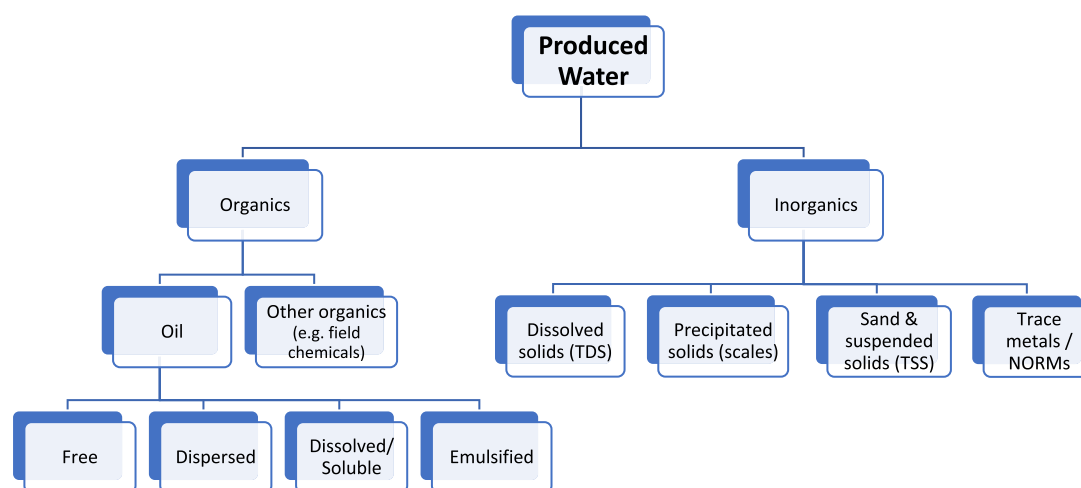 Produced
Water
Organics
Inorganics
Oil
Other organics
(e.g. field
chemicals)
Dissolved
solids (TDS)
Precipitated
solids (scales)
Sand &
suspended
solids (TSS)
Trace
metals /
NORMs
Free
Dispersed
Dissolved/
Soluble
Emulsified